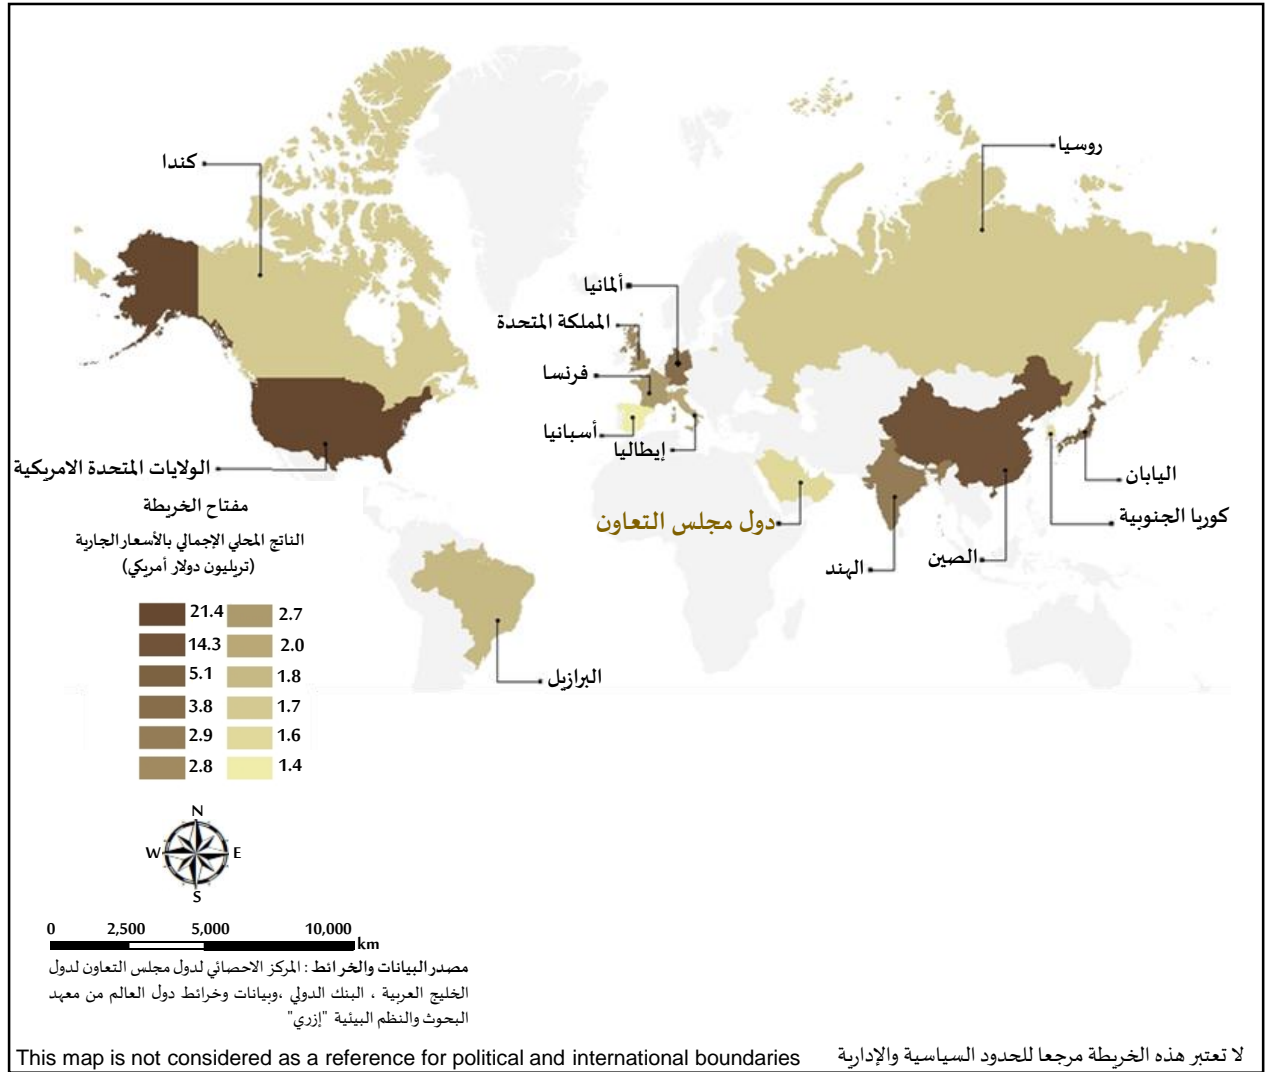 كندا
روسيا
ألمانيا
المملكة المتحدة
فرنسا
أسبانيا
إيطاليا
الولايات المتحدة الامريكية
اليابان
كوريا الجنوبية
دول مجلس التعاون
الصين
الهند
البرازيل
مفتاح الخريطة
الناتج المحلي الإجمالي بالأسعار الجارية
(تريليون دولار أمريكي)
21.4 2.7
14.3 2.0
5.1 1.8
3.8 1.7
2.9 1.6
2.8 1.4
N
W E
S
0 2,500 5,000 10,000
km
مصدر البيانات والخرائط : المركز الاحصائي لدول مجلس التعاون لدول
الخليج العربية ، البنك الدولي ،وبيانات وخرائط دول العالم من معهد
البحوث والنظم البيئية "إزري"
This map is not considered as a reference for political and international boundaries لا تعتبر هذه الخريطة مرجعا للحدود السياسية والإدارية